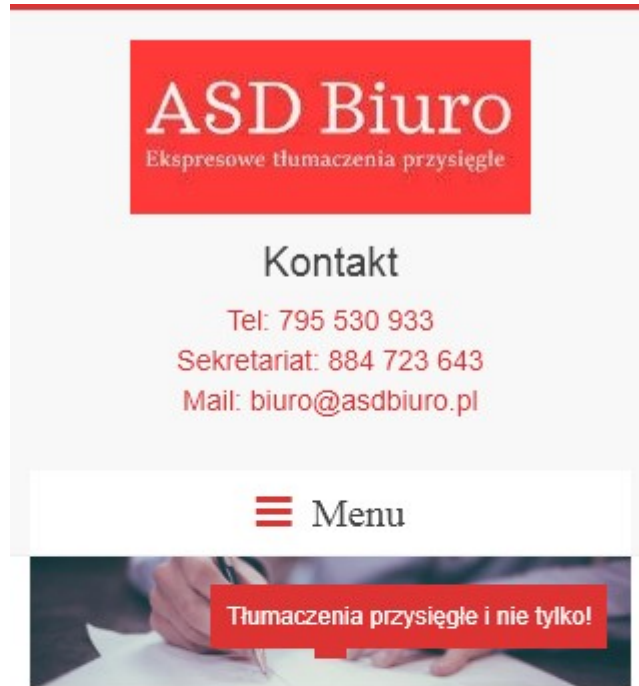 ASD Biuro
Ekspresowe tłumaczenia przysięgłe
Kontakt
Tel: 795 530 933
Sekretariat: 884 723 643
Mail: biuro@asdbiuro.pl
Menu
Tłumaczenia przysięgłe i nie tylko!